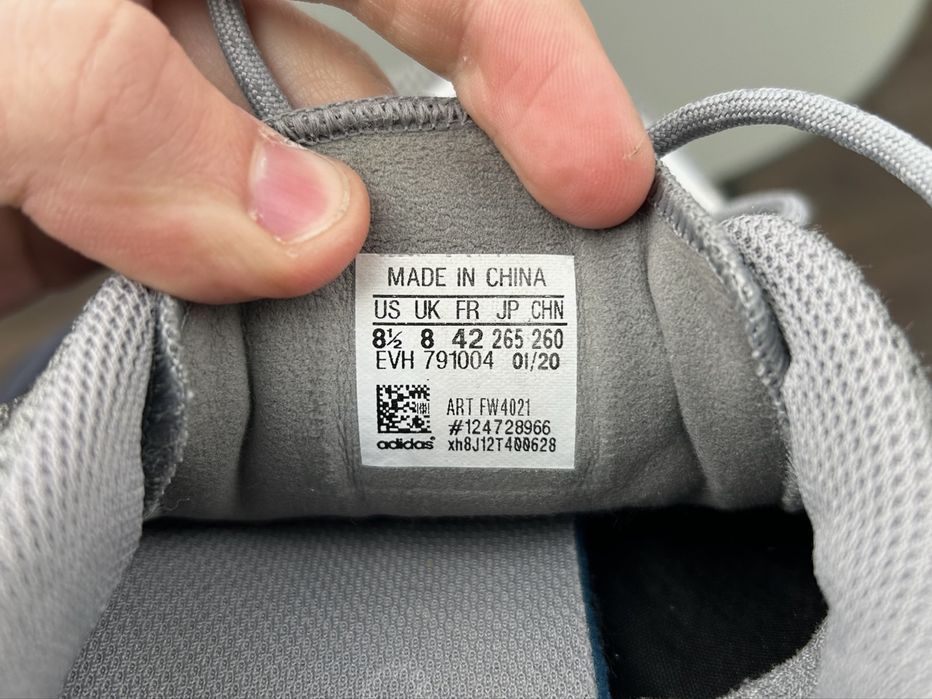 MADE IN CHINA
US UK FR JP CHN
8½ 8 42 265 260
EVH 791004 01/20
ART FW4021
#124728966
adidas® xh8J12T400628